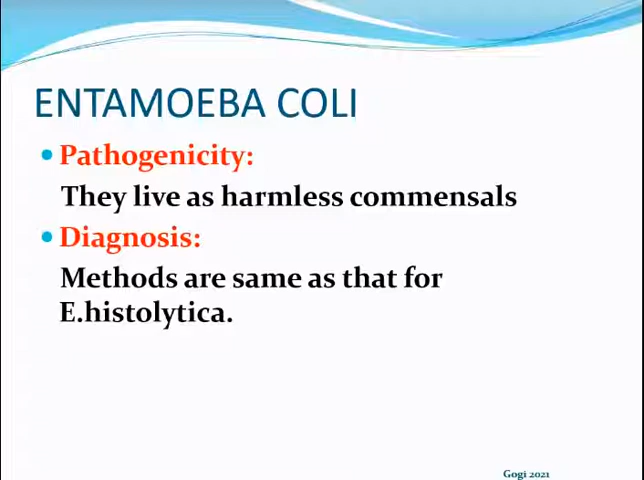 ENTAMOEBA COLI
• Pathogenicity:
They live as harmless commensals
• Diagnosis:
Methods are same as that for
E.histolytica.
Gogi 2021